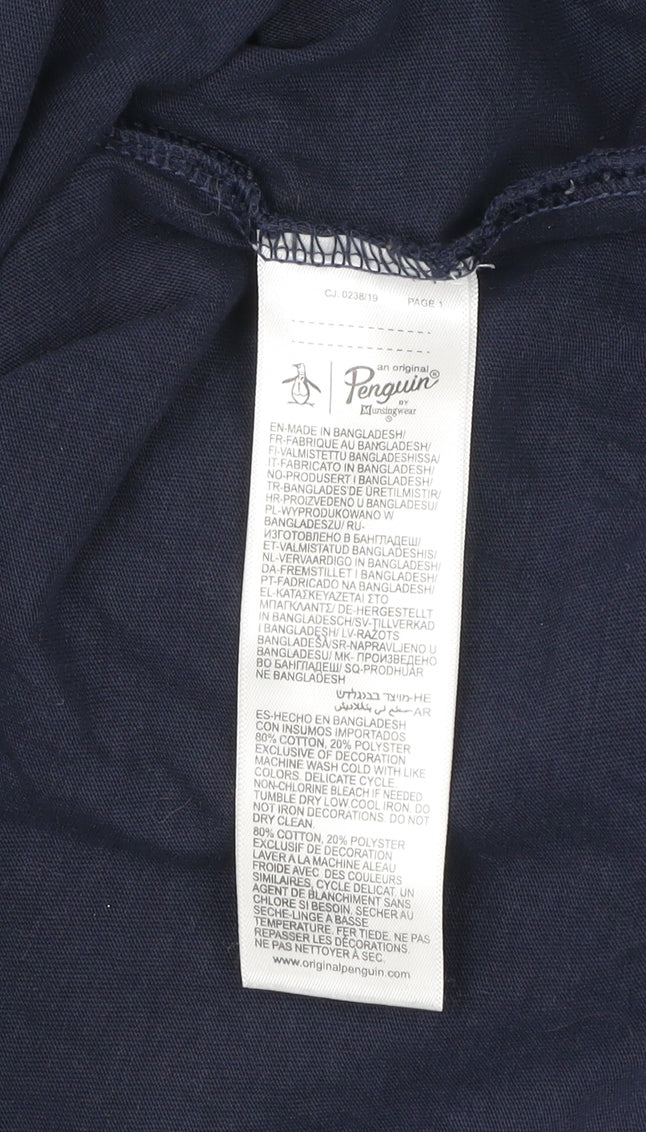 CJ. 0238/19 PAGE 1
an original
Penguin®
BY
Munsingwear
®
EN-MADE IN BANGLADESH/
FR-FABRIQUE AU BANGLADESH/
FI-VALMISTETTU BANGLADESHISSA/
IT-FABRICATO IN BANGLADESH/
NO-PRODUSERT I BANGLADESH/
TR-BANGLADES'DE ÜRETILMISTIR/
HR-PROIZVEDENO U BANGLADESU/
PL-WYPRODUKOWANO W
BANGLADESZU/ RU-
ИЗГОТОВЛЕНО В БАНГЛАДЕШ/
ET-VALMISTATUD BANGLADESHIS/
NL-VERVAARDIGD IN BANGLADESH/
DA-FREMSTILLET I BANGLADESH/
PT-FABRICADO NA BANGLADESH/
EL-ΚΑΤΑΣΚΕΥΑΖΕΤΑΙ ΣΤΟ
ΜΠΑΓΚΛΑΝΤΣ/ DE-HERGESTELLT
IN BANGLADESCH/SV-TILLVERKAD
I BANGLADESH/ LV-RAŽOTS
BANGLADEŠĀ/SR-NAPRAVLJENO U
BANGLADESU/ MK- ПРОИЗВЕДЕНО
ВО БАНГЛАДЕШ/ SQ-PRODHUAR
NE BANGLADESH
מיוצר בבנגלדש-HE
AR-
ES-HECHO EN BANGLADESH
CON INSUMOS IMPORTADOS
80% COTTON, 20% POLYSTER
EXCLUSIVE OF DECORATION
MACHINE WASH COLD WITH LIKE
COLORS. DELICATE CYCLE
NON-CHLORINE BLEACH IF NEEDED
TUMBLE DRY LOW COOL IRON. DO
NOT IRON DECORATIONS. DO NOT
DRY CLEAN.
80% COTTON, 20% POLYSTER
EXCLUSIF DE DECORATION
LAVER A LA MACHINE ALEAU
FROIDE AVEC DES COULEURS
SIMILAIRES, CYCLE DELICAT. UN
AGENT DE BLANCHIMENT SANS
CHLORE SI BESOIN. SECHER AU
SECHE-LINGE À BASSE
TEMPERATURE. FER TIEDE. NE PAS
REPASSER LES DÉCORATIONS.
NE PAS NETTOYER À SEC.
www.originalpenguin.com